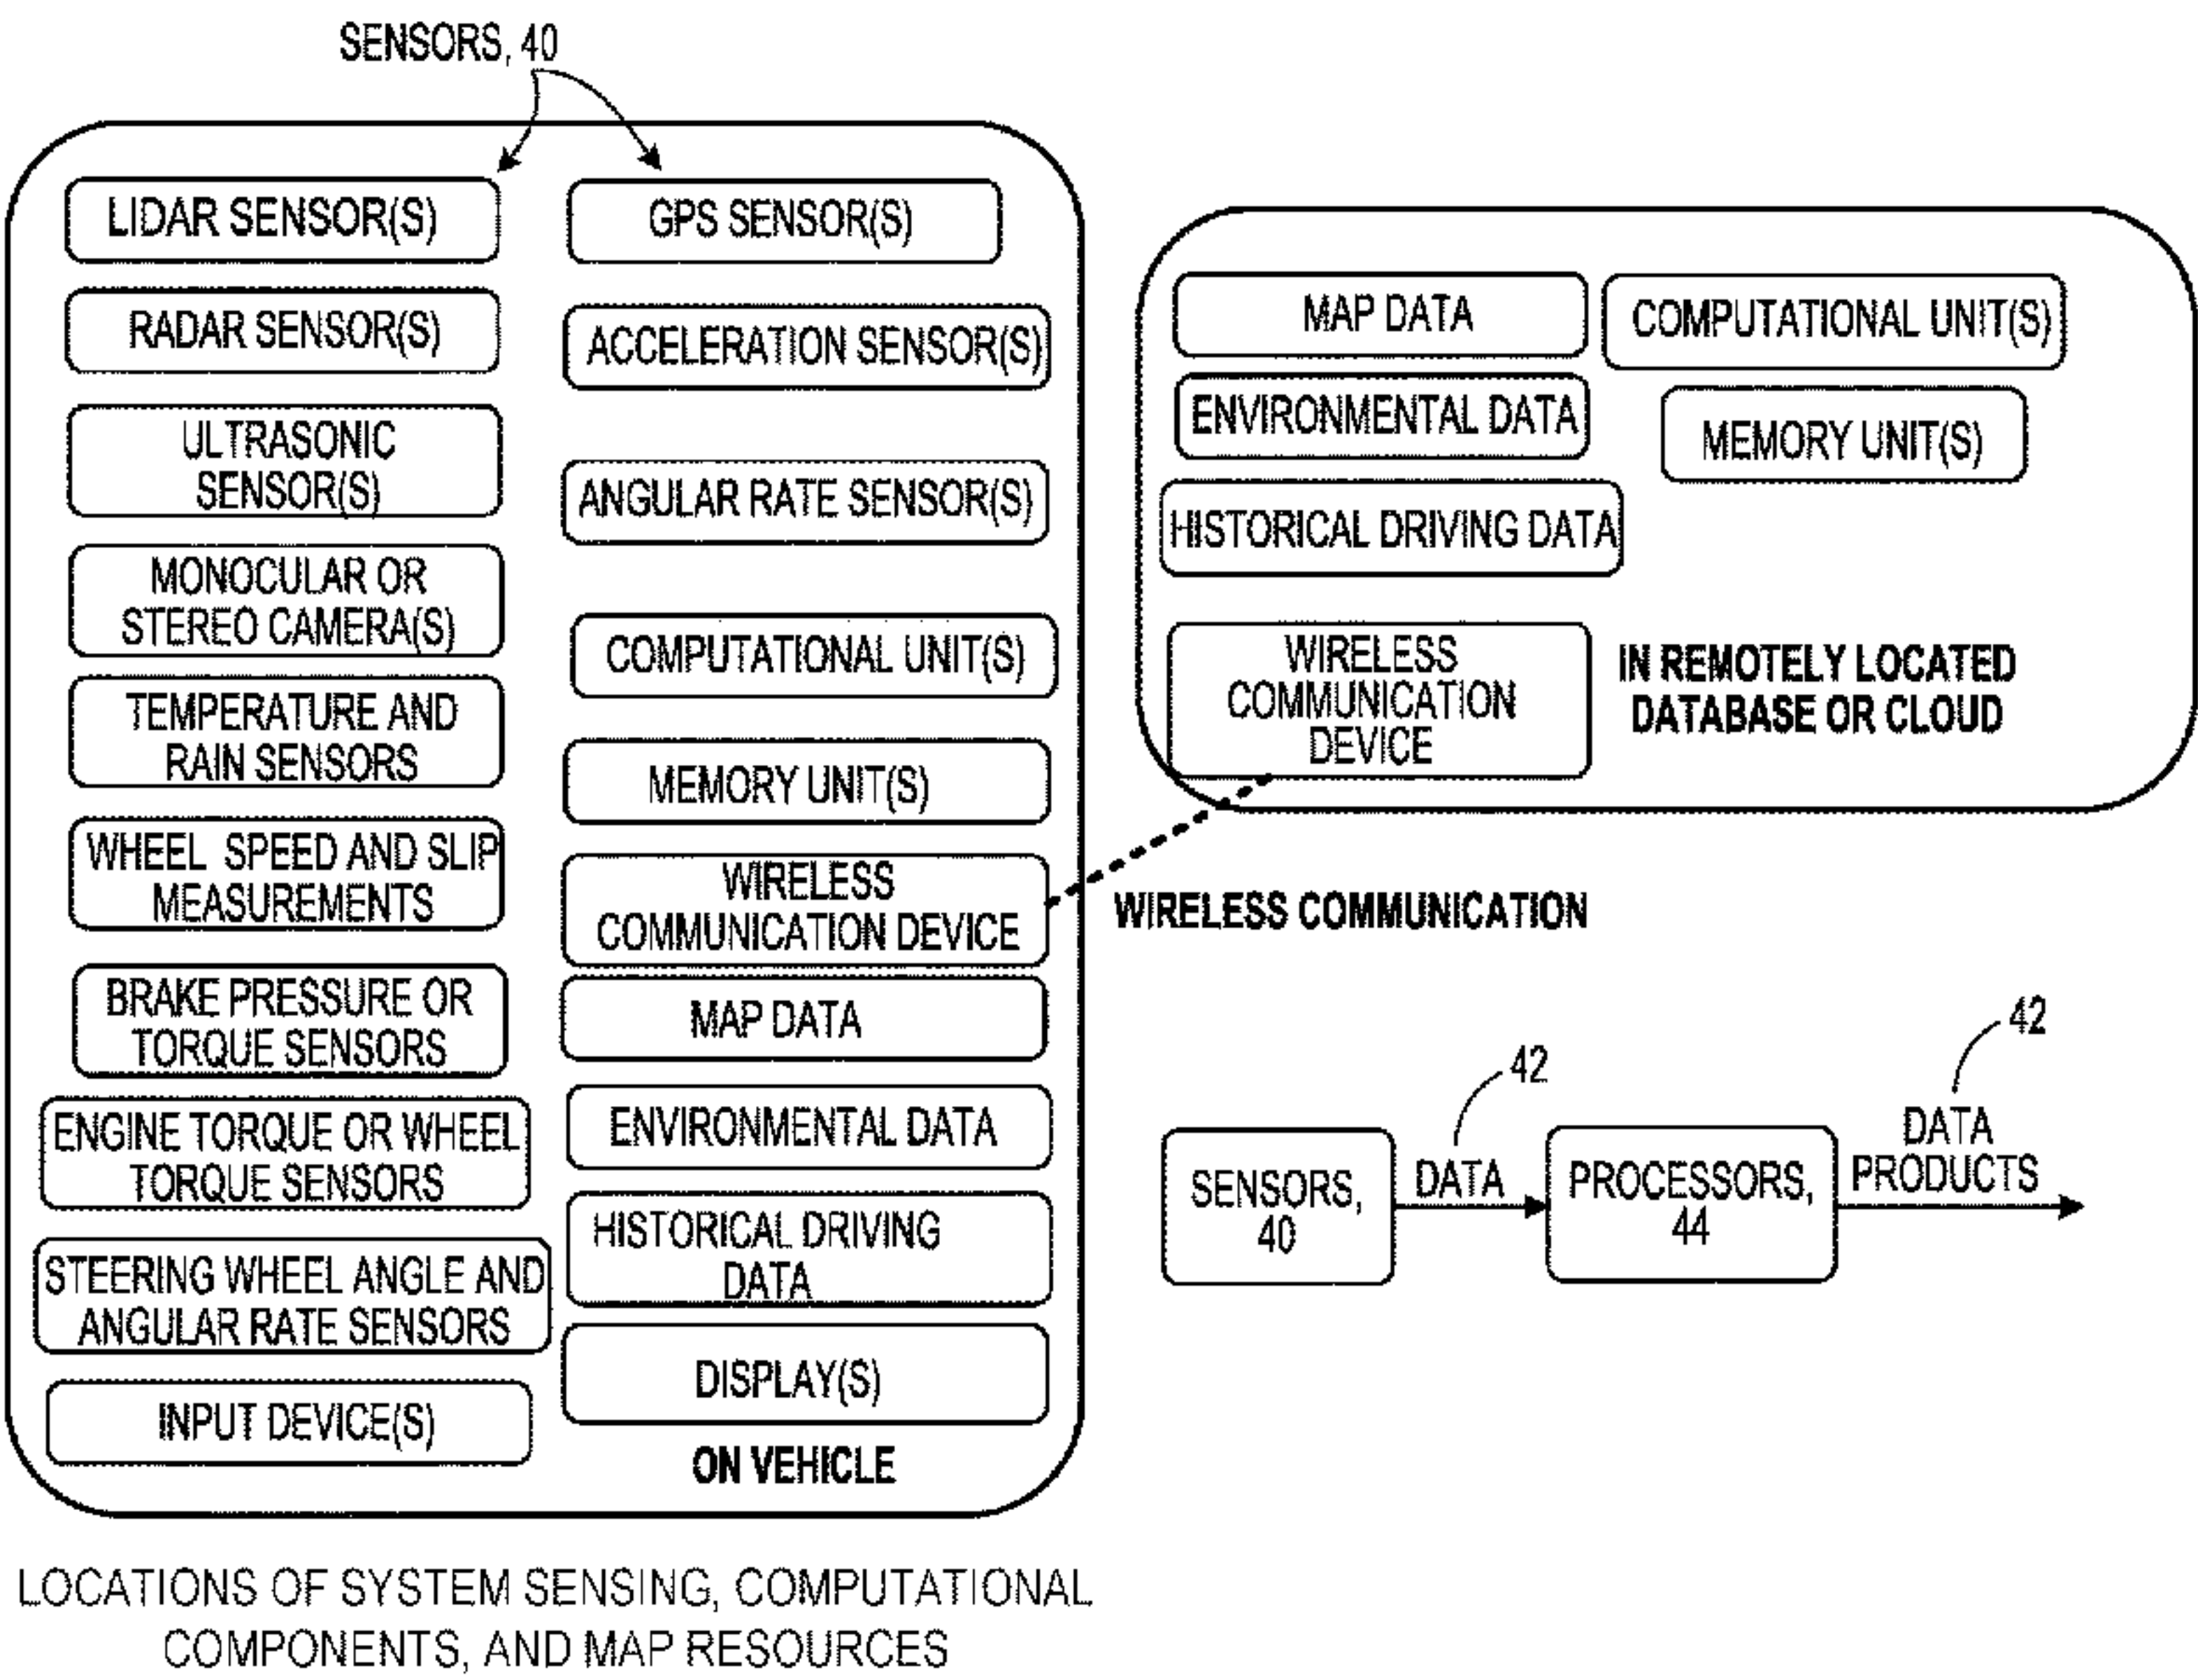 SENSORS, 40
LIDAR SENSOR(S)
RADAR SENSOR(S)
ULTRASONIC
SENSOR(S)
MONOCULAR OR
STEREO CAMERA(S)
TEMPERATURE AND
RAIN SENSORS
WHEEL SPEED AND SLIP
MEASUREMENTS
BRAKE PRESSURE OR
TORQUE SENSORS
ENGINE TORQUE OR WHEEL
TORQUE SENSORS
STEERING WHEEL ANGLE AND
ANGULAR RATE SENSORS
INPUT DEVICE(S)
GPS SENSOR(S)
ACCELERATION SENSOR(S)
ANGULAR RATE SENSOR(S)
COMPUTATIONAL UNIT(S)
MEMORY UNIT(S)
WIRELESS
COMMUNICATION DEVICE
MAP DATA
ENVIRONMENTAL DATA
HISTORICAL DRIVING
DATA
DISPLAY(S)
ON VEHICLE
MAP DATA
ENVIRONMENTAL DATA
HISTORICAL DRIVING DATA
WIRELESS
COMMUNICATION
DEVICE
COMPUTATIONAL UNIT(S)
MEMORY UNIT(S)
IN REMOTELY LOCATED
DATABASE OR CLOUD
WIRELESS COMMUNICATION
SENSORS,
40
42
DATA
PROCESSORS,
44
42
DATA
PRODUCTS
LOCATIONS OF SYSTEM SENSING, COMPUTATIONAL
COMPONENTS, AND MAP RESOURCES